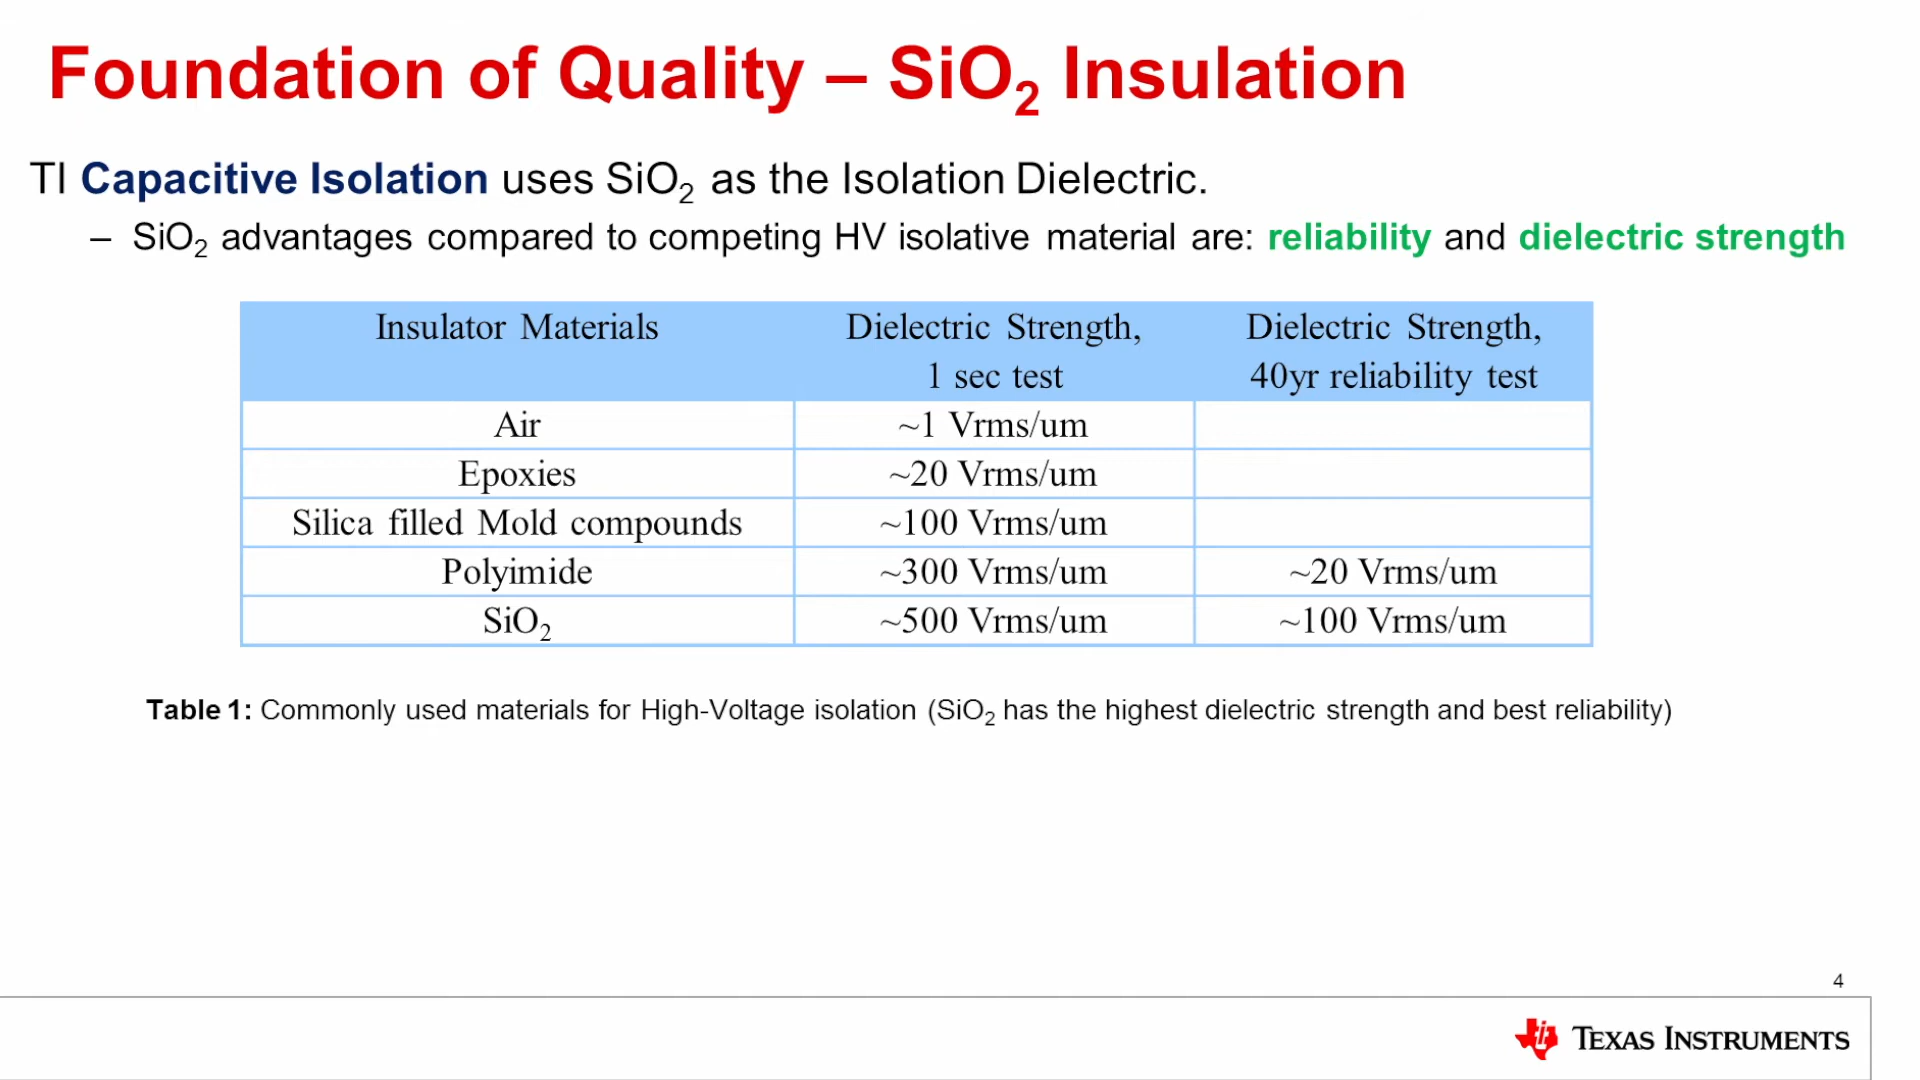 Foundation of Quality – SiO₂ Insulation
TI Capacitive Isolation uses SiO₂ as the Isolation Dielectric.
– SiO₂ advantages compared to competing HV isolative material are: reliability and dielectric strength
Insulator Materials Dielectric Strength, 1 sec test Dielectric Strength, 40yr reliability test
Air ~1 Vrms/um
Epoxies ~20 Vrms/um
Silica filled Mold compounds ~100 Vrms/um
Polyimide ~300 Vrms/um ~20 Vrms/um
SiO₂ ~500 Vrms/um ~100 Vrms/um
Table 1: Commonly used materials for High-Voltage isolation (SiO₂ has the highest dielectric strength and best reliability)
4
TEXAS INSTRUMENTS